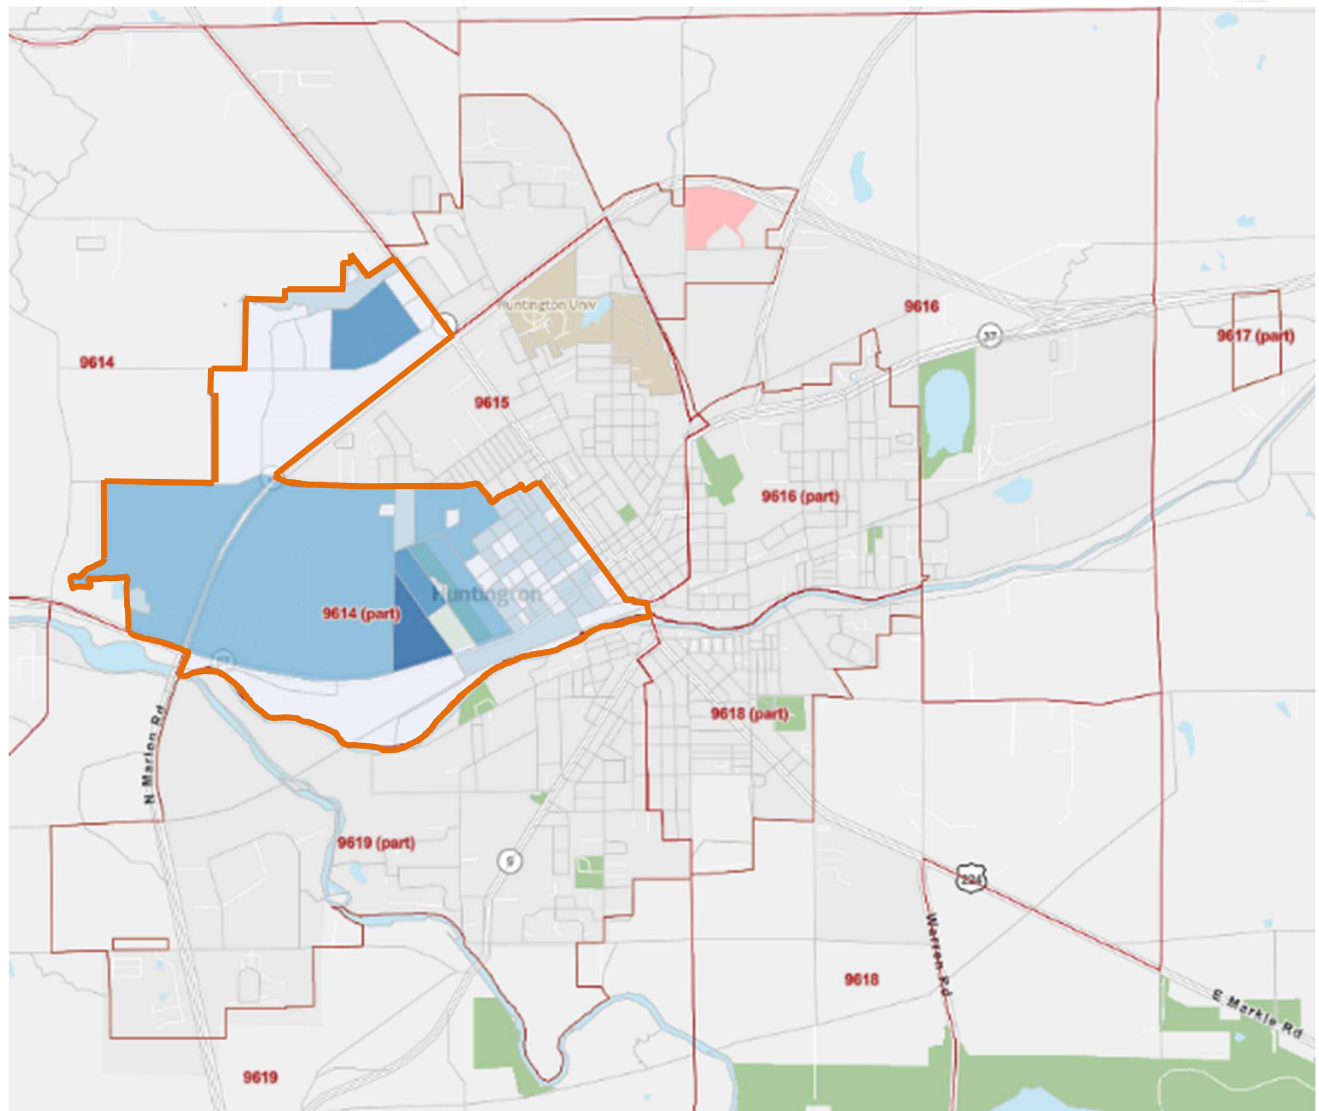 Huntington Univ
9616
37
9617 (part)
9614
9615
9616 (part)
9614 (part)
Huntington
9618 (part)
N Marion Rd
9619 (part)
9
224
Warren Rd
9618
E Markle Rd
9619